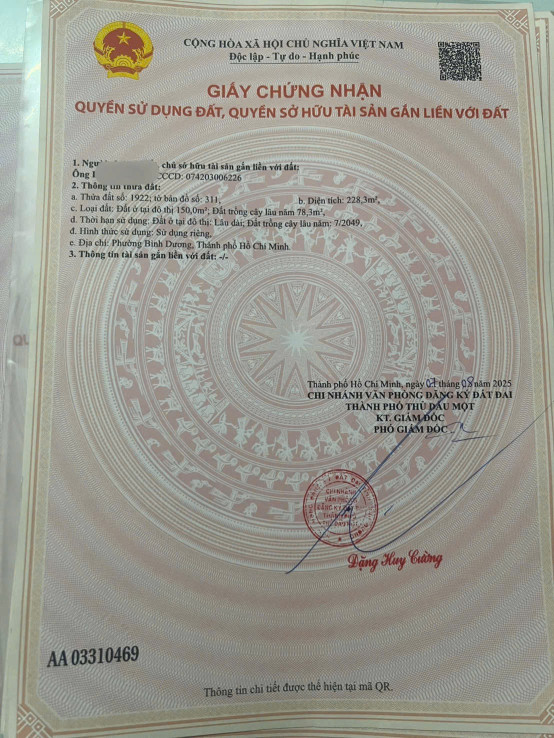 CỘNG HÒA XÃ HỘI CHỦ NGHĨA VIỆT NAM
Độc lập - Tự do - Hạnh phúc
GIẤY CHỨNG NHẬN
QUYỀN SỬ DỤNG ĐẤT, QUYỀN SỞ HỮU TÀI SẢN GẮN LIỀN VỚI ĐẤT
1. chủ sở hữu tài sản gắn liền với đất:
Ông CCCD: 074203006226
2. Thông tin thửa đất:
a. Thửa đất số: 1922; tờ bản đồ số: 311, b. Diện tích: 228,3m²,
c. Loại đất: Đất ở tại đô thị 150,0m²; Đất trồng cây lâu năm 78,3m²,
d. Thời hạn sử dụng: Đất ở tại đô thị: Lâu dài; Đất trồng cây lâu năm: 7/2049,
đ. Hình thức sử dụng: Sử dụng riêng,
e. Địa chỉ: Phường Bình Dương, Thành phố Hồ Chí Minh
3. Thông tin tài sản gắn liền với đất: -/-
Thành phố Hồ Chí Minh, ngày tháng 08 năm 2025
CHI NHÁNH VĂN PHÒNG ĐĂNG KÝ ĐẤT ĐAI
THÀNH PHỐ THỦ DẦU MỘT
KT. GIÁM ĐỐC
PHÓ GIÁM ĐỐC
CHI NHÁNH
VĂN PHÒNG
Đặng Huy Cường
AA 03310469
Thông tin chi tiết được thể hiện tại mã QR.